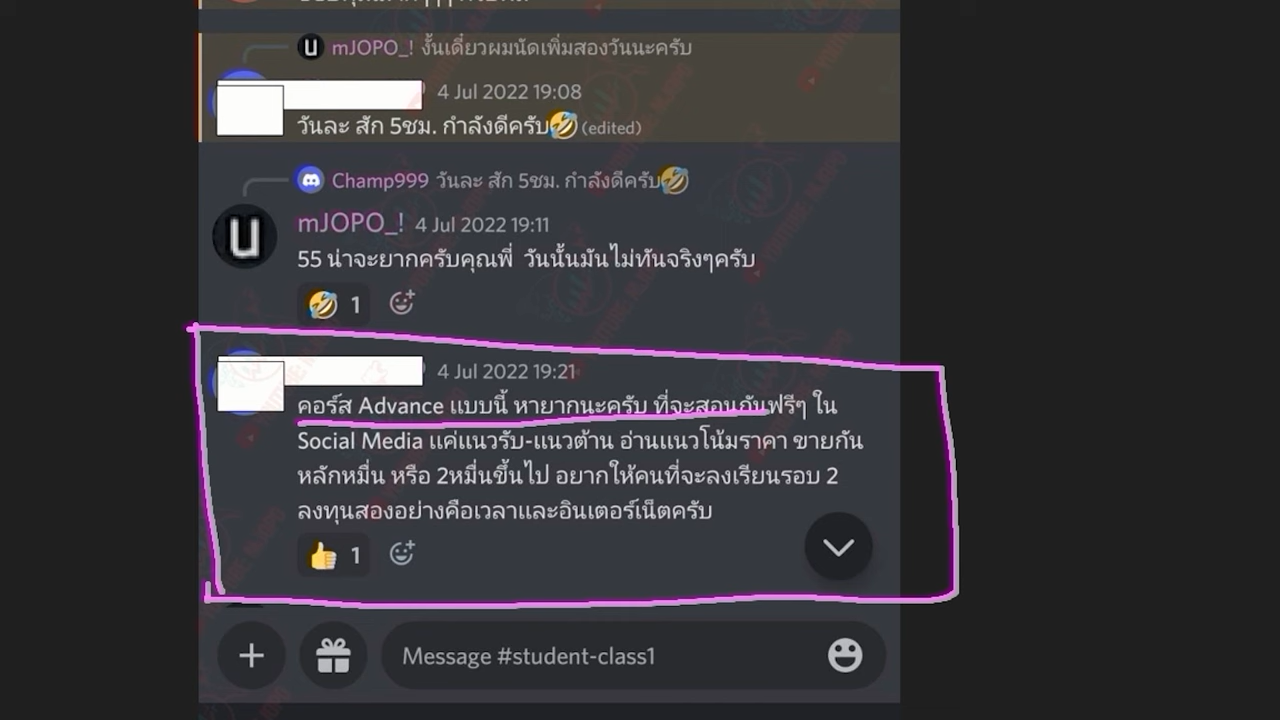 mJOPO_! งั้นเดี๋ยวผมนัดเพิ่มสองวันนะครับ
4 Jul 2022 19:08
วันละ สัก 5ชม. กำลังดีครับ🤣 (edited)
Champ999 วันละ สัก 5ชม. กำลังดีครับ🤣
mJOPO_! 4 Jul 2022 19:11
55 น่าจะยากครับคุณพี่ วันนั้นมันไม่ทันจริงๆครับ
🤣 1
4 Jul 2022 19:21
คอร์ส Advance แบบนี้ หายากนะครับ ที่จะสอนกันฟรีๆ ใน
Social Media แค่แนวรับ-แนวต้าน อ่านแนวโน้มราคา ขายกัน
หลักหมื่น หรือ 2หมื่นขึ้นไป อยากให้คนที่จะลงเรียนรอบ 2
ลงทุนสองอย่างคือเวลาและอินเตอร์เน็ตครับ
👍 1
Message #student-class1